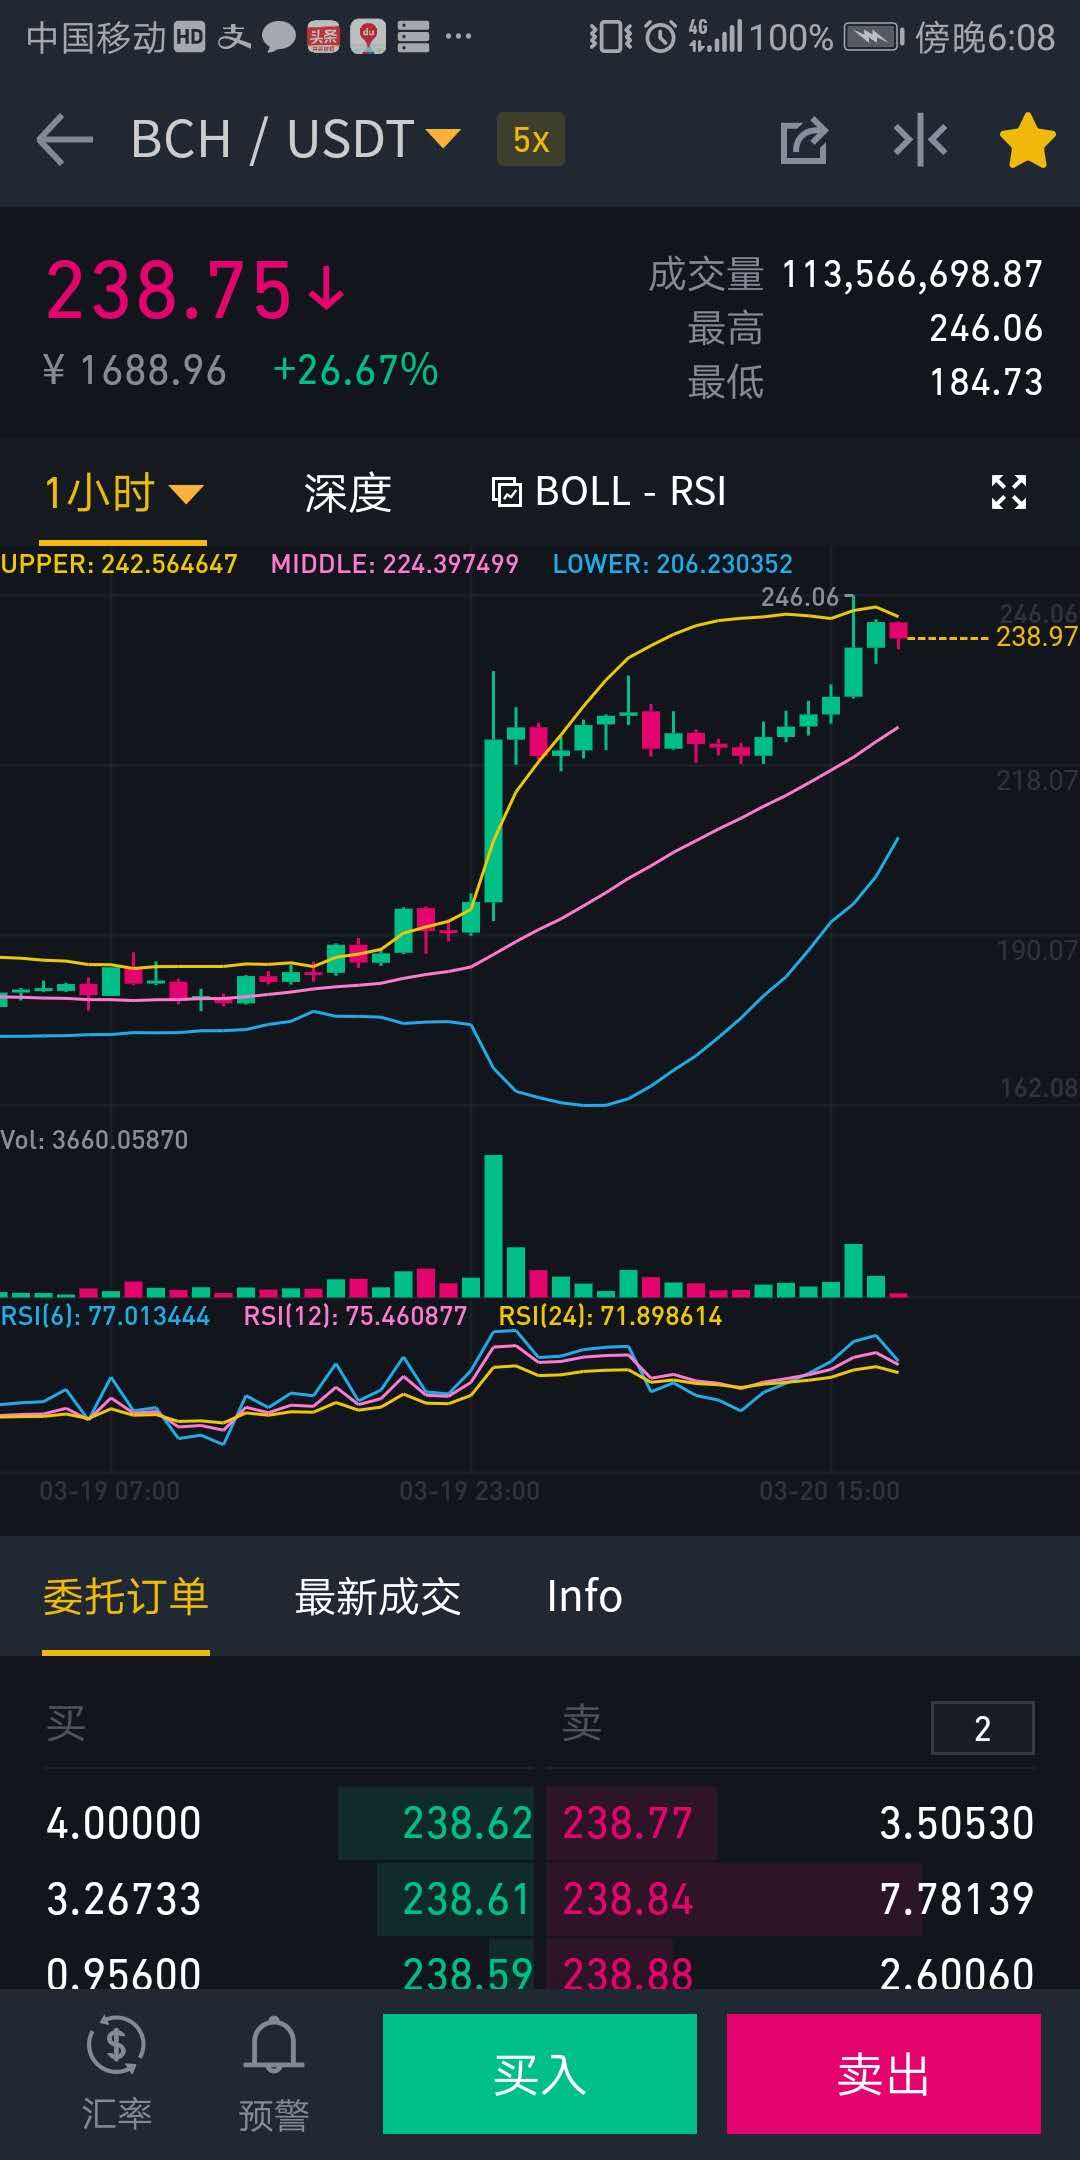 中国移动 HD 支 头条 du ... 4G 100% 傍晚6:08
BCH / USDT 5x
238.75↓
¥ 1688.96 +26.67%
成交量 113,566,698.87
最高 246.06
最低 184.73
1小时 深度 BOLL - RSI
UPPER: 242.564647 MIDDLE: 224.397499 LOWER: 206.230352
246.06
246.06
238.97
218.07
190.07
162.08
Vol: 3660.05870
RSI(6): 77.013444 RSI(12): 75.460877 RSI(24): 71.898614
03-19 07:00 03-19 23:00 03-20 15:00
委托订单 最新成交 Info
买 卖 2
4.00000 238.62 238.77 3.50530
3.26733 238.61 238.84 7.78139
0.95600 238.59 238.88 2.60060
汇率 预警 买入 卖出